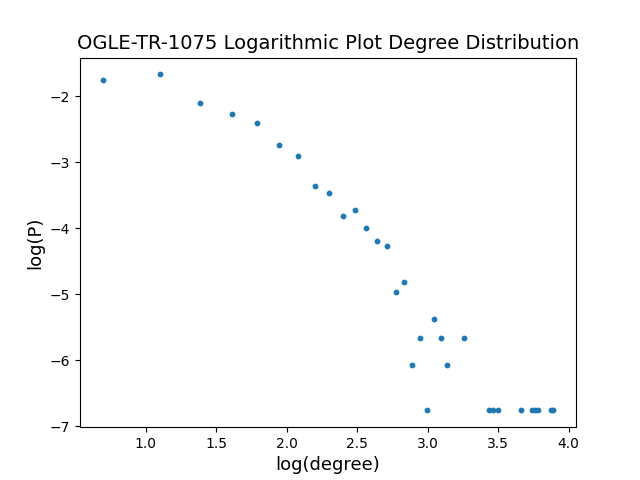 OGLE-TR-1075 Logarithmic Plot Degree Distribution
−2
−3
−4
−5
−6
−7
log(P)
1.0 1.5 2.0 2.5 3.0 3.5 4.0
log(degree)